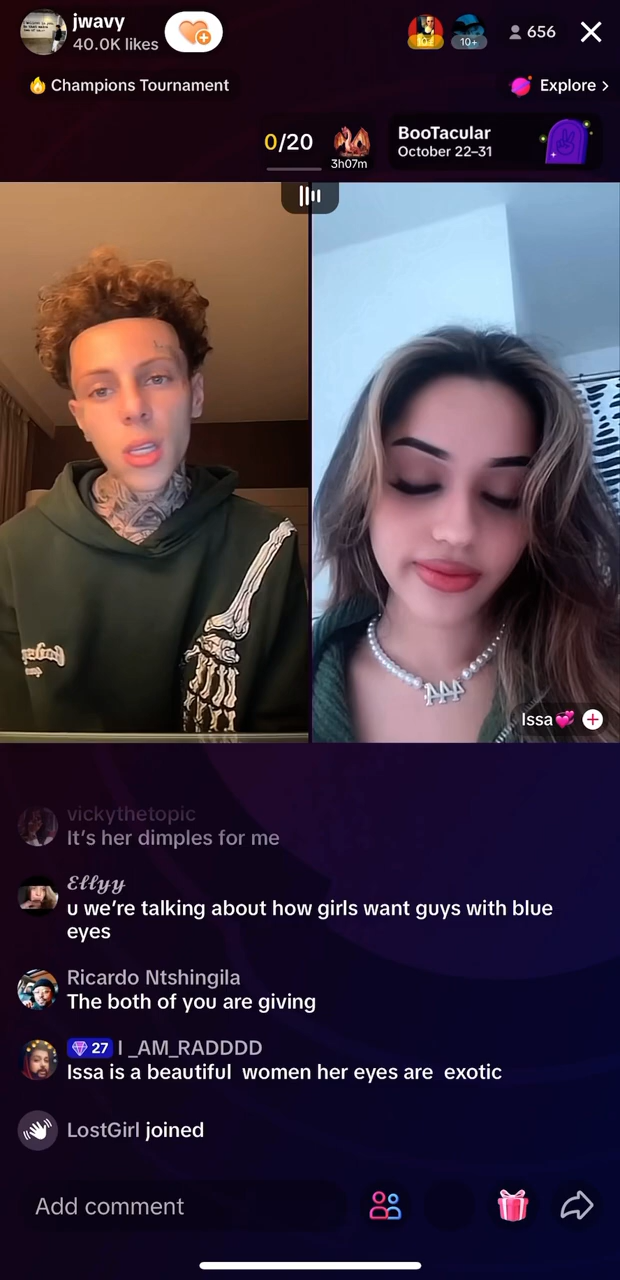 jwavy
40.0K likes
10+
656
Champions Tournament
Explore >
0/20
3h07m
BooTacular
October 22–31
Issa💞
vickythetopic
It's her dimples for me
𝓔𝓵𝓵𝔂𝔂
u we're talking about how girls want guys with blue
eyes
Ricardo Ntshingila
The both of you are giving
27 I _AM_RADDDD
Issa is a beautiful women her eyes are exotic
LostGirl joined
Add comment